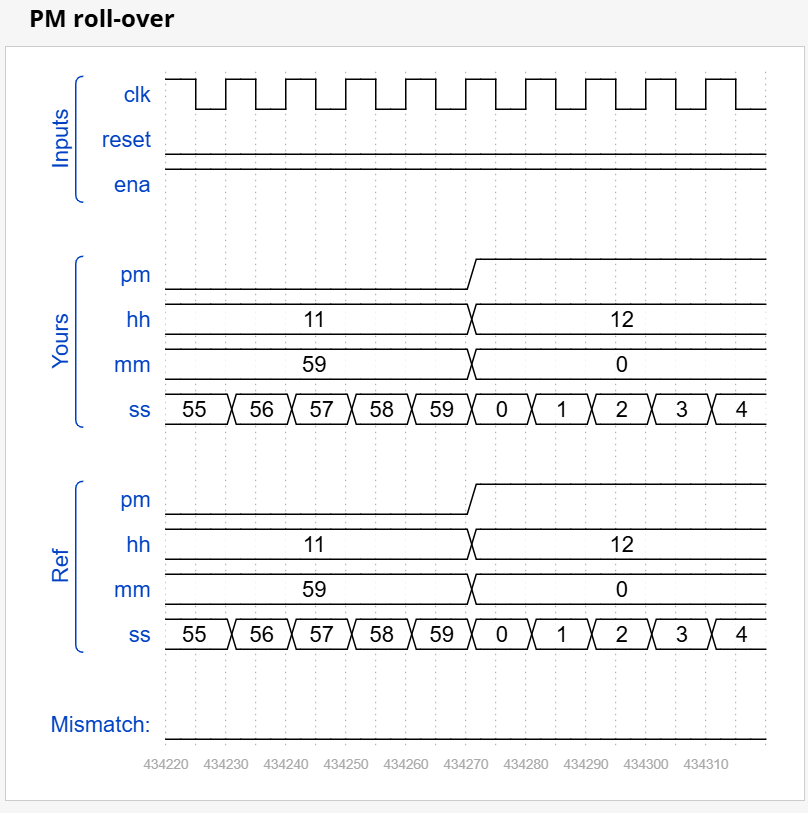 PM roll-over
Inputs
clk
reset
ena
Yours
pm
hh 11 12
mm 59 0
ss 55 56 57 58 59 0 1 2 3 4
Ref
pm
hh 11 12
mm 59 0
ss 55 56 57 58 59 0 1 2 3 4
Mismatch:
434220 434230 434240 434250 434260 434270 434280 434290 434300 434310